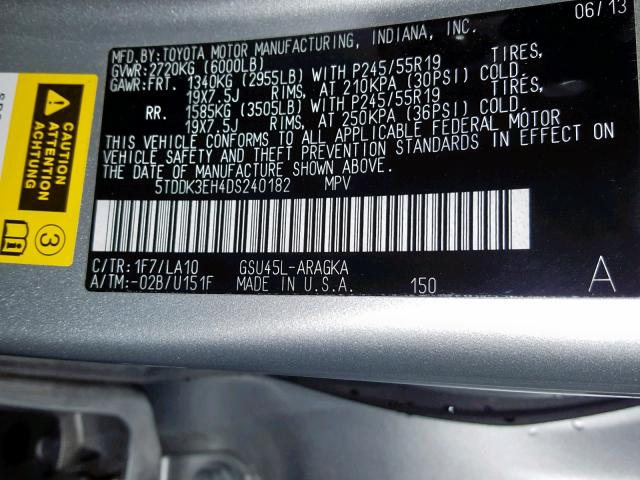 06/13
MFD.BY: TOYOTA MOTOR MANUFACTURING, INDIANA, INC.
GVWR: 2720KG (6000LB)
GAWR: FRT. 1340KG (2955LB) WITH P245/55R19 TIRES,
19X7.5J RIMS, AT 210KPA (30PSI) COLD.
RR. 1585KG (3505LB) WITH P245/55R19 TIRES,
19X7.5J RIMS, AT 250KPA (36PSI) COLD.
THIS VEHICLE CONFORMS TO ALL APPLICABLE FEDERAL MOTOR
VEHICLE SAFETY AND THEFT PREVENTION STANDARDS IN EFFECT
ON THE DATE OF MANUFACTURE SHOWN ABOVE.
5TDDK3EH4DS240182 MPV
C/TR: 1F7/LA10 GSU45L-ARAGKA
A/TM: -02B/U151F MADE IN U.S.A. 150 A
CAUTION
ATTENTION
ACHTUNG
3